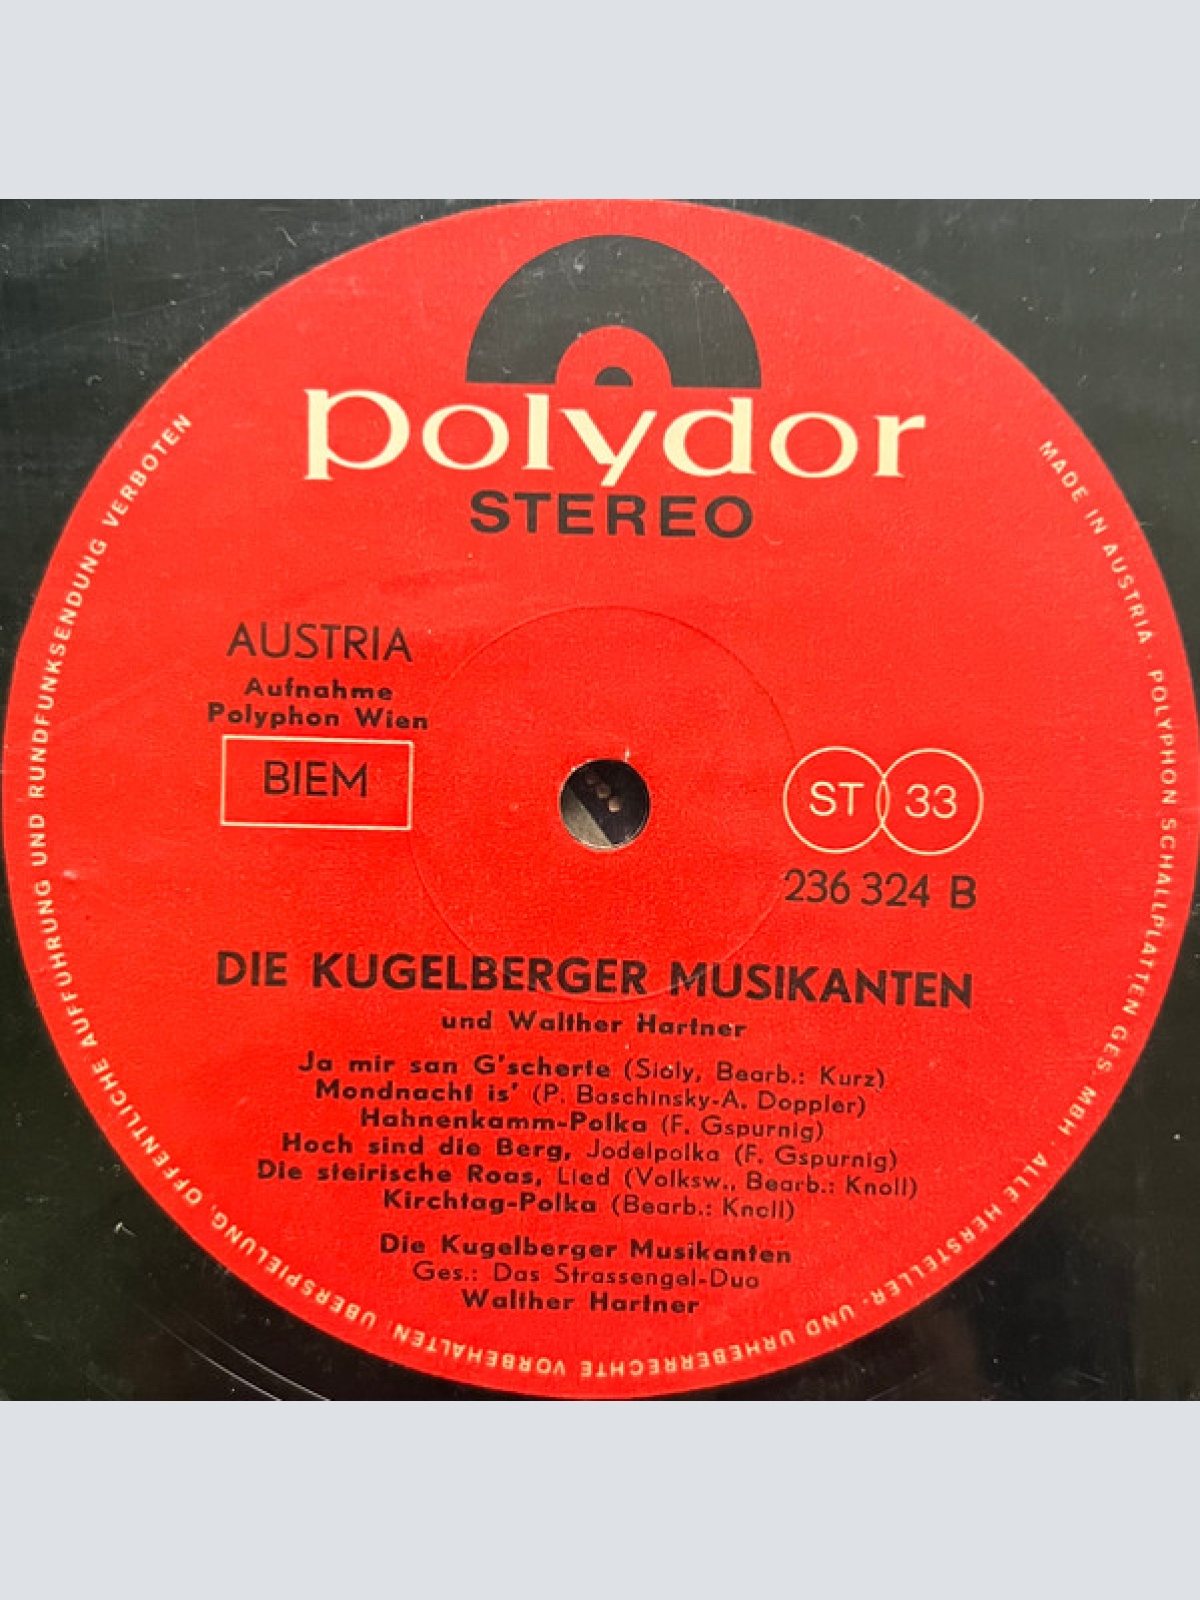 polydor
STEREO
AUSTRIA
Aufnahme
Polyphon Wien
BIEM
ST 33
236 324 B
DIE KUGELBERGER MUSIKANTEN
und Walther Hartner
Ja mir san G'scherte (Sioly, Bearb.: Kurz)
Mondnacht is' (P. Baschinsky-A. Doppler)
Hahnenkamm-Polka (F. Gspurnig)
Hoch sind die Berg, Jodelpolka (F. Gspurnig)
Die steirische Roas, Lied (Volksw., Bearb.: Knoll)
Kirchtag-Polka (Bearb.: Knoll)
Die Kugelberger Musikanten
Ges.: Das Strassengel-Duo
Walther Hartner
MADE IN AUSTRIA · POLYPHON SCHALLPLATTEN GES. MBH · ALLE HERSTELLER- UND URHEBERRECHTE VORBEHALTEN; ÜBERSPIELUNG, ÖFFENTLICHE AUFFÜHRUNG UND RUNDFUNKSENDUNG VERBOTEN